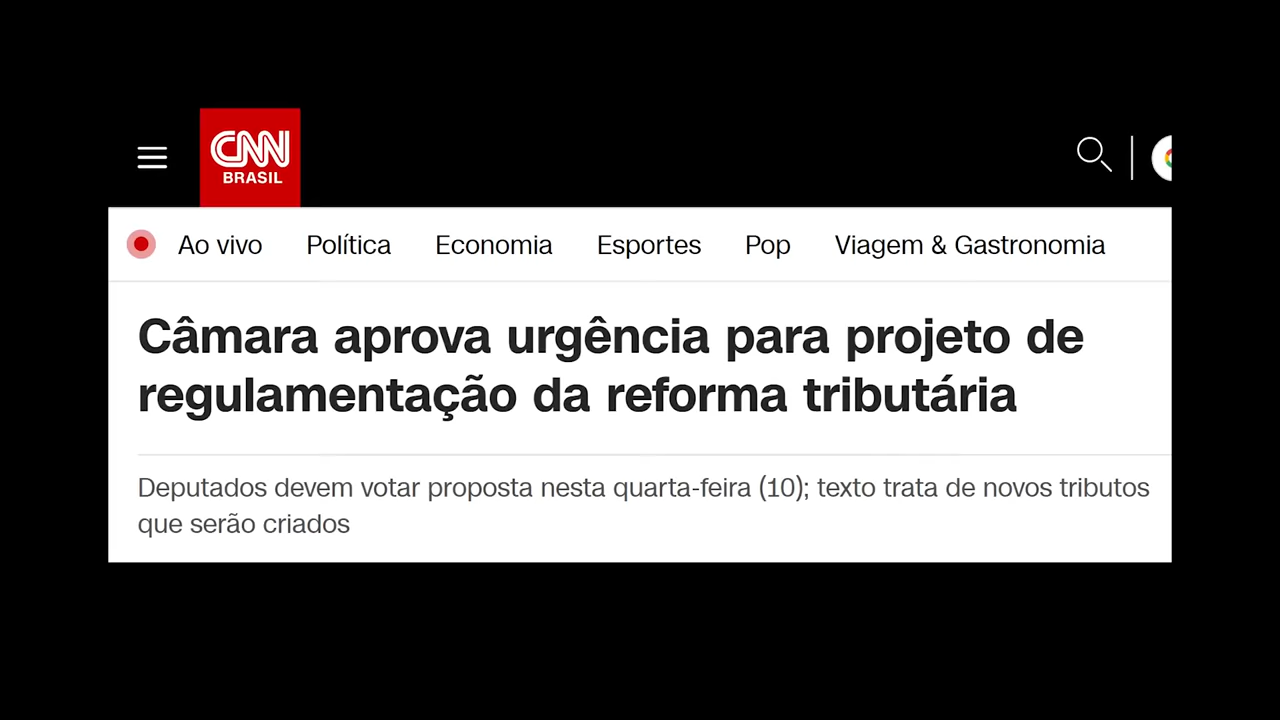 CNN
BRASIL
Ao vivo Política Economia Esportes Pop Viagem & Gastronomia
Câmara aprova urgência para projeto de
regulamentação da reforma tributária
Deputados devem votar proposta nesta quarta-feira (10); texto trata de novos tributos
que serão criados